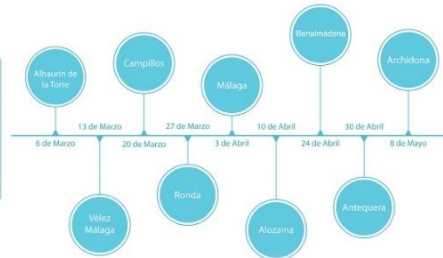 Alhaurín de
la Torre
Campillos
Málaga
Benalmádena
Archidona
13 de Marzo
27 de Marzo
10 de Abril
30 de Abril
6 de Marzo
20 de Marzo
3 de Abril
24 de Abril
8 de Mayo
Vélez
Málaga
Ronda
Alozaina
Antequera